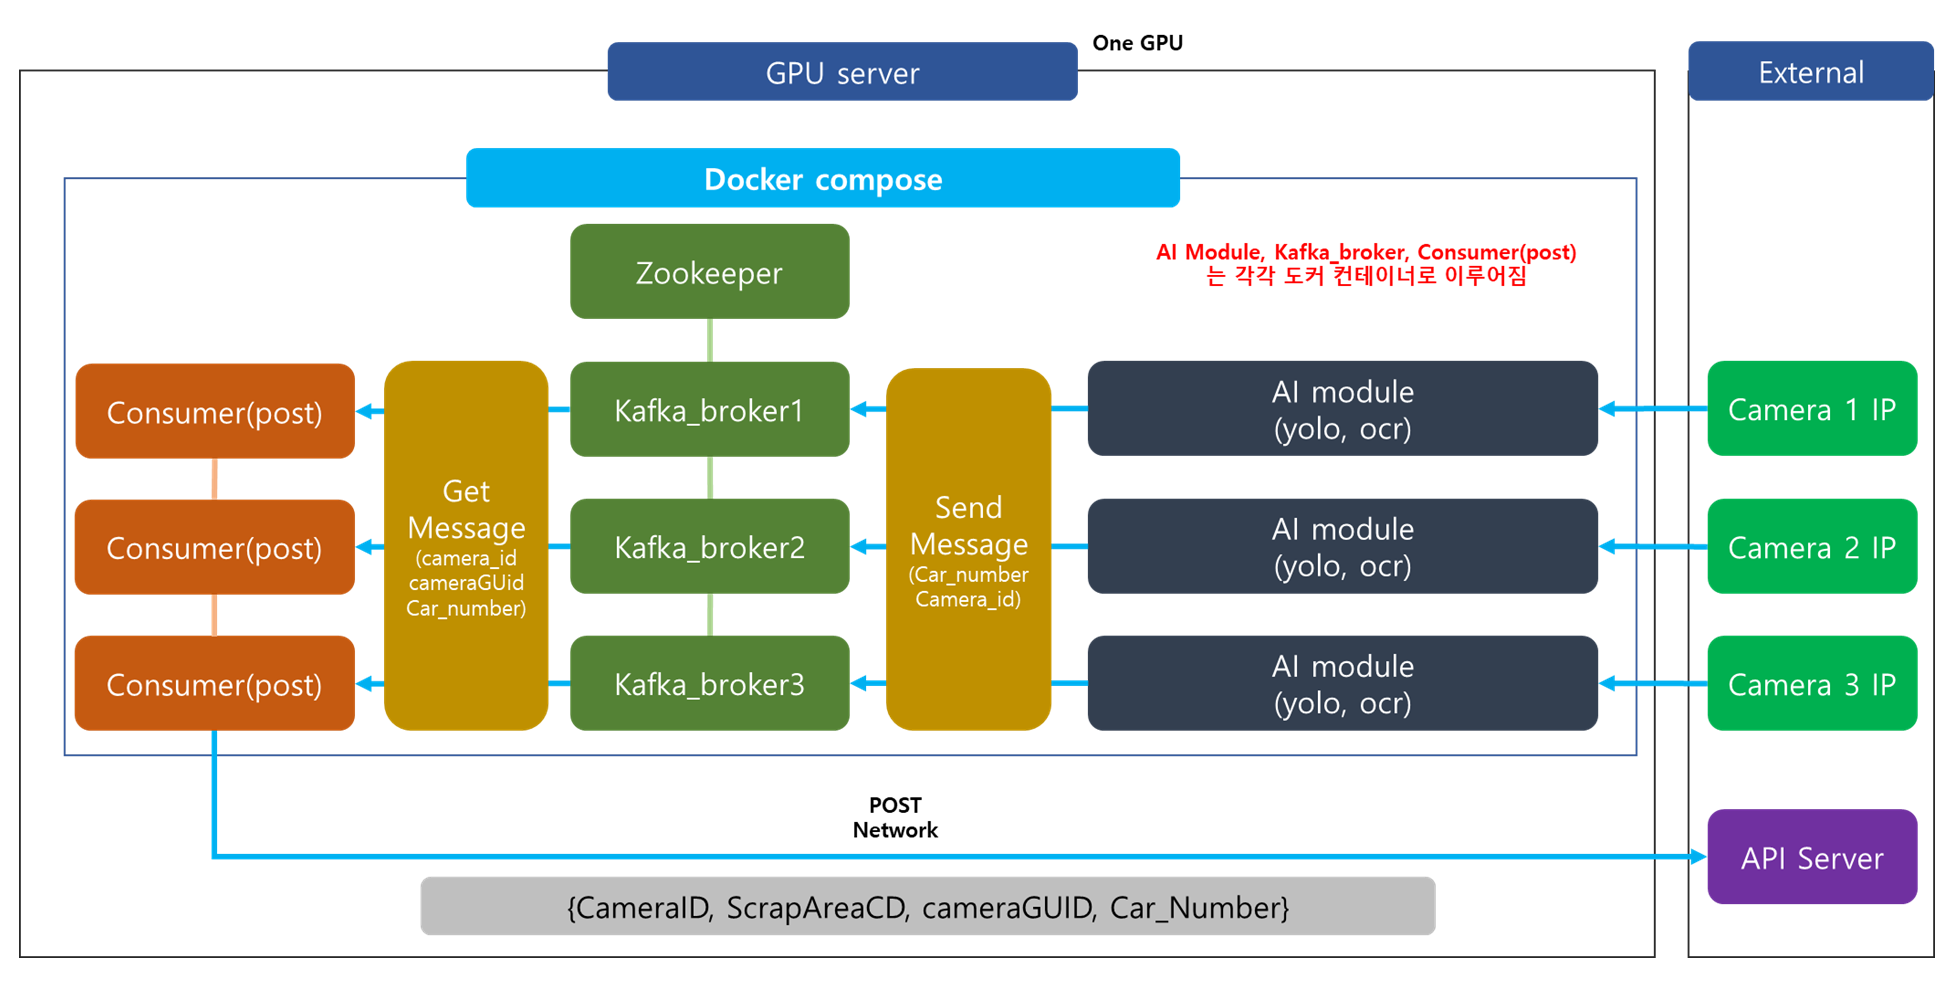 One GPU
GPU server
External
Docker compose
Zookeeper
AI Module, Kafka_broker, Consumer(post)
는 각각 도커 컨테이너로 이루어짐
Consumer(post)
Get
Message
(camera_id
cameraGUid
Car_number)
Kafka_broker1
Send
Message
(Car_number
Camera_id)
AI module
(yolo, ocr)
Camera 1 IP
Consumer(post)
Kafka_broker2
AI module
(yolo, ocr)
Camera 2 IP
Consumer(post)
Kafka_broker3
AI module
(yolo, ocr)
Camera 3 IP
POST
Network
API Server
{CameraID, ScrapAreaCD, cameraGUID, Car_Number}